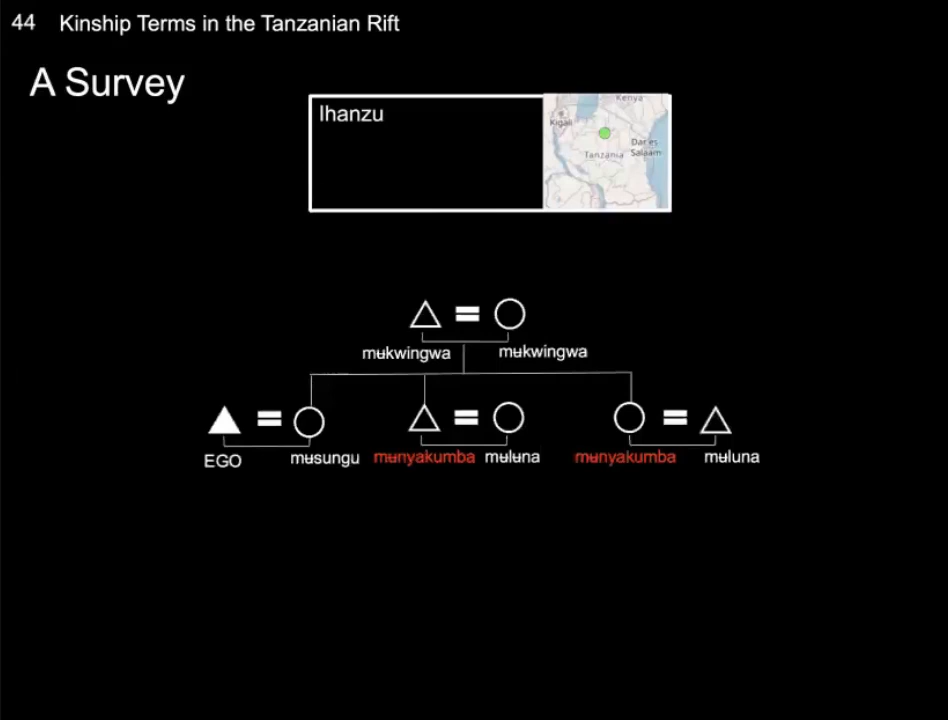 44 Kinship Terms in the Tanzanian Rift
A Survey
Ihanzu
Kenya
Kigali
Dar es
Salaam
Tanzania
mʉkwingwa mʉkwingwa
EGO mʉsungu mʉnyakumba mʉlʉna mʉnyakumba mʉluna